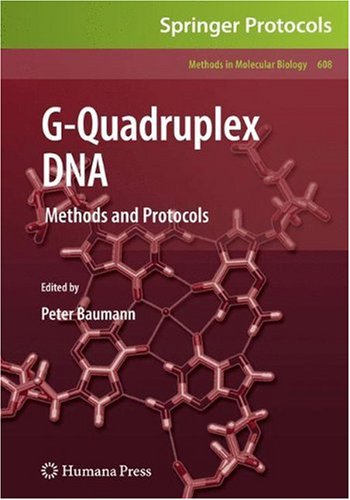 Springer Protocols
Methods in Molecular Biology 608
G-Quadruplex
DNA
Methods and Protocols
Edited by
Peter Baumann
Humana Press